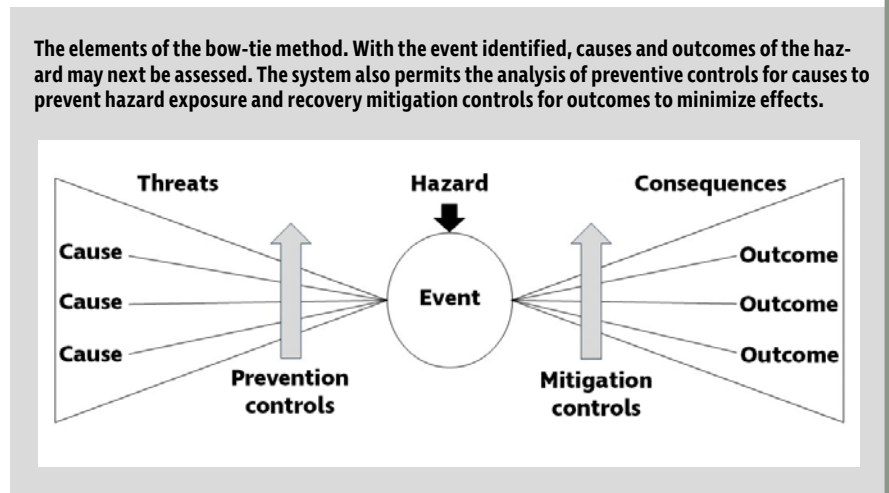 The elements of the bow-tie method. With the event identified, causes and outcomes of the haz-
ard may next be assessed. The system also permits the analysis of preventive controls for causes to
prevent hazard exposure and recovery mitigation controls for outcomes to minimize effects.
Threats
Hazard
Consequences
Cause
Cause
Cause
Event
Outcome
Outcome
Outcome
Prevention
controls
Mitigation
controls